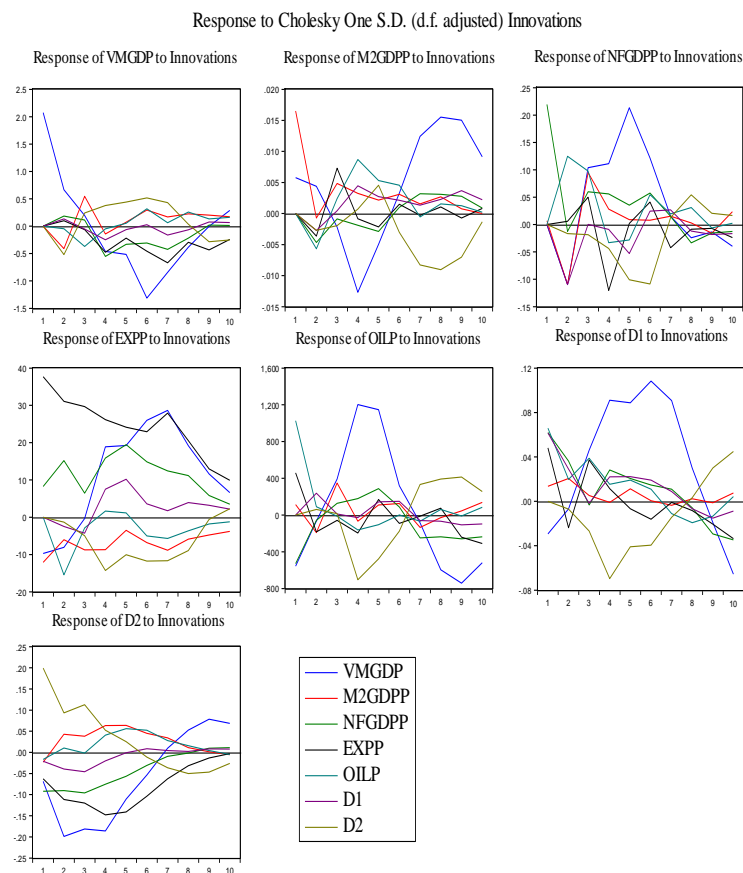 Response to Cholesky One S.D. (d.f. adjusted) Innovations
Response of VMGDP to Innovations
2.5
2.0
1.5
1.0
0.5
0.0
-0.5
-1.0
-1.5
1 2 3 4 5 6 7 8 9 10
Response of M2GDPP to Innovations
.020
.015
.010
.005
.000
-.005
-.010
-.015
1 2 3 4 5 6 7 8 9 10
Response of NFGDPP to Innovations
.25
.20
.15
.10
.05
.00
-.05
-.10
-.15
1 2 3 4 5 6 7 8 9 10
Response of EXPP to Innovations
40
30
20
10
0
-10
-20
1 2 3 4 5 6 7 8 9 10
Response of OILP to Innovations
1,600
1,200
800
400
0
-400
-800
1 2 3 4 5 6 7 8 9 10
Response of D1 to Innovations
.12
.08
.04
.00
-.04
-.08
1 2 3 4 5 6 7 8 9 10
Response of D2 to Innovations
.25
.20
.15
.10
.05
.00
-.05
-.10
-.15
-.20
-.25
1 2 3 4 5 6 7 8 9 10
VMGDP
M2GDPP
NFGDPP
EXPP
OILP
D1
D2